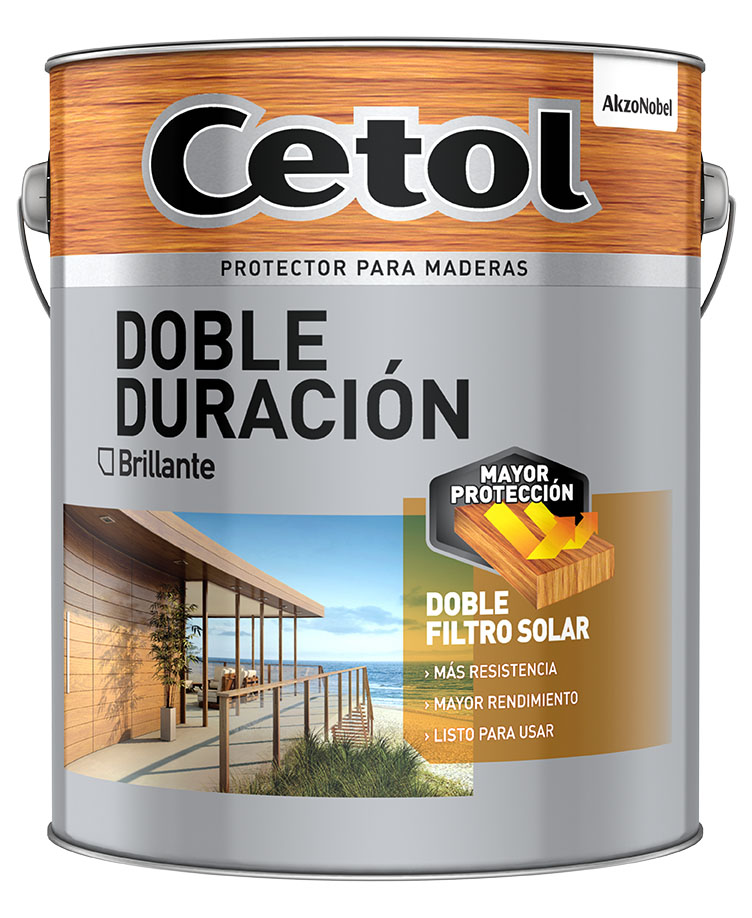 AkzoNobel
Cetol
PROTECTOR PARA MADERAS
DOBLE
DURACIÓN
Brillante
MAYOR
PROTECCIÓN
DOBLE
FILTRO SOLAR
› MÁS RESISTENCIA
› MAYOR RENDIMIENTO
› LISTO PARA USAR